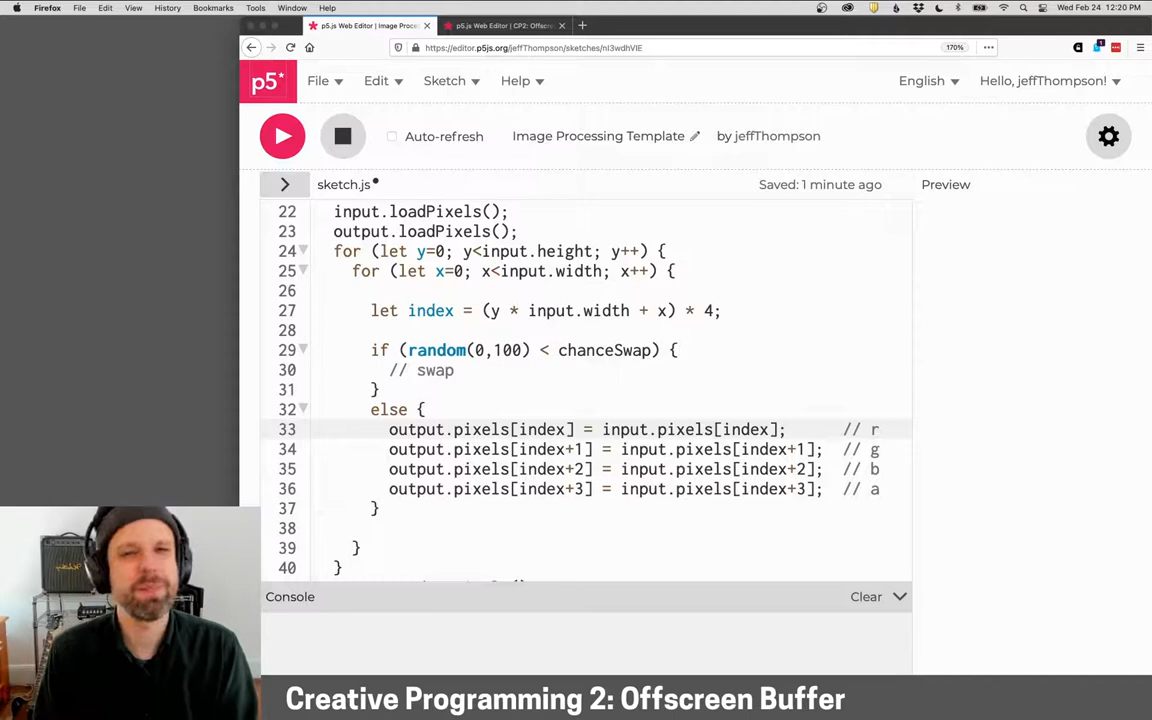 Firefox File Edit View History Bookmarks Tools Window Help Wed Feb 24 12:20 PM
p5.js Web Editor | Image Proces p5.js Web Editor | CP2: Offscre
https://editor.p5js.org/jeffThompson/sketches/nI3wdhVIE 170%
p5* File Edit Sketch Help English Hello, jeffThompson!
Auto-refresh Image Processing Template by jeffThompson
sketch.js Saved: 1 minute ago Preview
22 input.loadPixels();
23 output.loadPixels();
24 for (let y=0; y<input.height; y++) {
25 for (let x=0; x<input.width; x++) {
26
27 let index = (y * input.width + x) * 4;
28
29 if (random(0,100) < chanceSwap) {
30 // swap
31 }
32 else {
33 output.pixels[index] = input.pixels[index]; // r
34 output.pixels[index+1] = input.pixels[index+1]; // g
35 output.pixels[index+2] = input.pixels[index+2]; // b
36 output.pixels[index+3] = input.pixels[index+3]; // a
37 }
38
39 }
40 }
Console Clear
Creative Programming 2: Offscreen Buffer